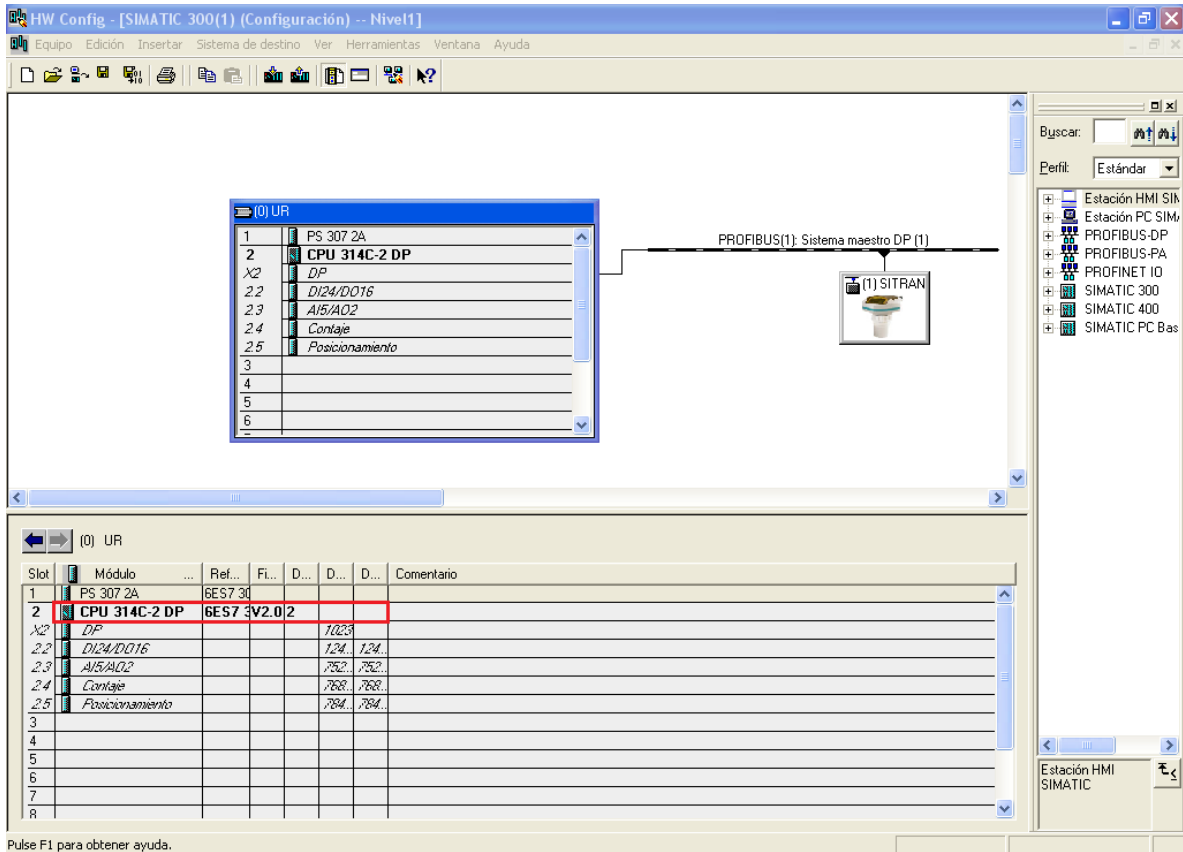 HW Config - [SIMATIC 300(1) (Configuración) -- Nivel1]
Equipo Edición Insertar Sistema de destino Ver Herramientas Ventana Ayuda
(0) UR
1 PS 307 2A
2 CPU 314C-2 DP
X2 DP
2.2 DI24/DO16
2.3 AI5/AO2
2.4 Contaje
2.5 Posicionamiento
3
4
5
6
PROFIBUS(1): Sistema maestro DP (1)
(1) SITRAN
Buscar:
Perfil: Estándar
Estación HMI SIM
Estación PC SIM
PROFIBUS-DP
PROFIBUS-PA
PROFINET IO
SIMATIC 300
SIMATIC 400
SIMATIC PC Bas
Estación HMI
SIMATIC
(0) UR
Slot Módulo ... Ref... Fi... D... D... D... Comentario
1 PS 307 2A 6ES7 30
2 CPU 314C-2 DP 6ES7 3 V2.0 2
X2 DP 1023
2.2 DI24/DO16 124... 124...
2.3 AI5/AO2 752... 752...
2.4 Contaje 768... 768...
2.5 Posicionamiento 784... 784...
3
4
5
6
7
8
Pulse F1 para obtener ayuda.